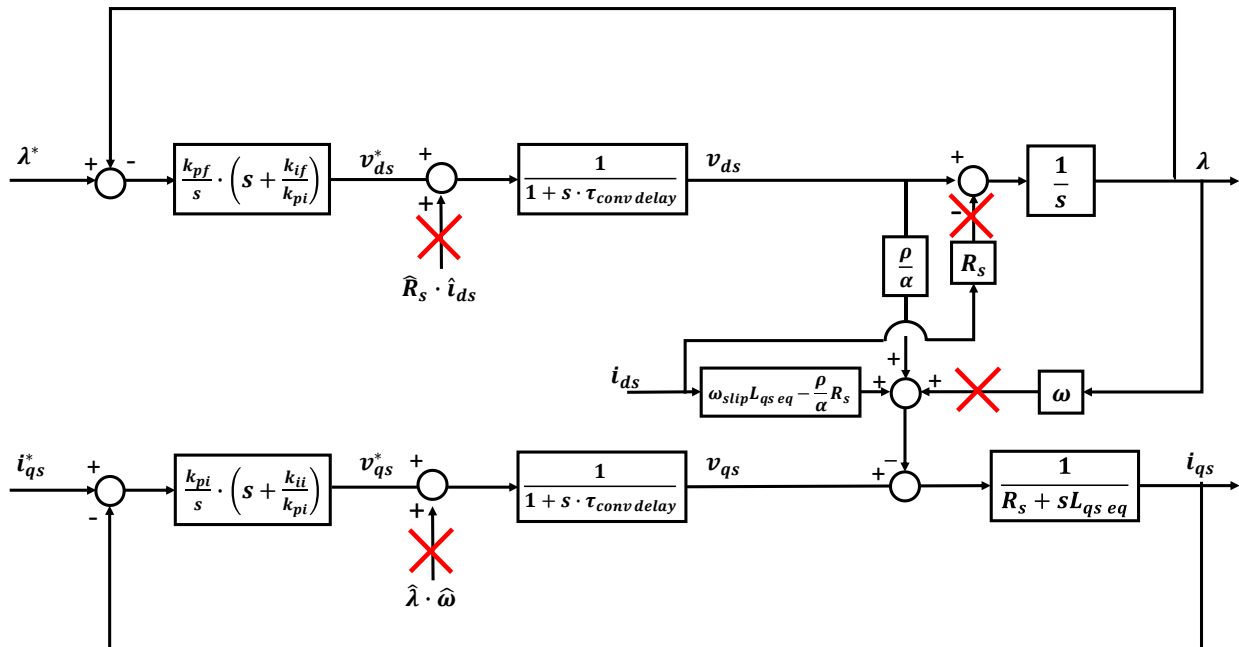 λ* + - k_pf/s · (s + k_if/k_pi) v*_ds + + 1/(1 + s · τ_conv delay) v_ds + - 1/s λ
R̂_s · î_ds
ρ/α R_s
i_ds ω_slip L_qs eq − ρ/α R_s + + + ω
i*_qs + - k_pi/s · (s + k_ii/k_pi) v*_qs + + 1/(1 + s · τ_conv delay) v_qs + − 1/(R_s + sL_qs eq) i_qs
λ̂ · ω̂